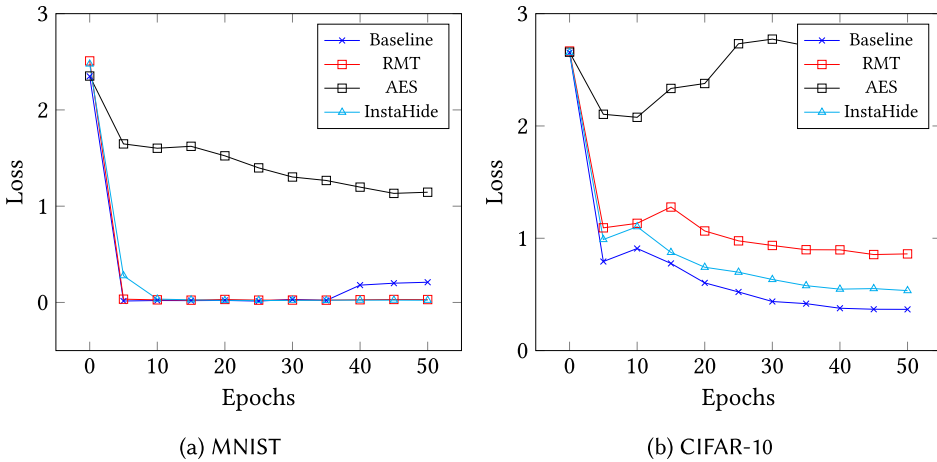 3
2
1
0
Loss
0
10
20
30
40
50
Epochs
Baseline
RMT
AES
InstaHide
(a) MNIST
3
2
1
0
Loss
0
10
20
30
40
50
Epochs
Baseline
RMT
AES
InstaHide
(b) CIFAR-10